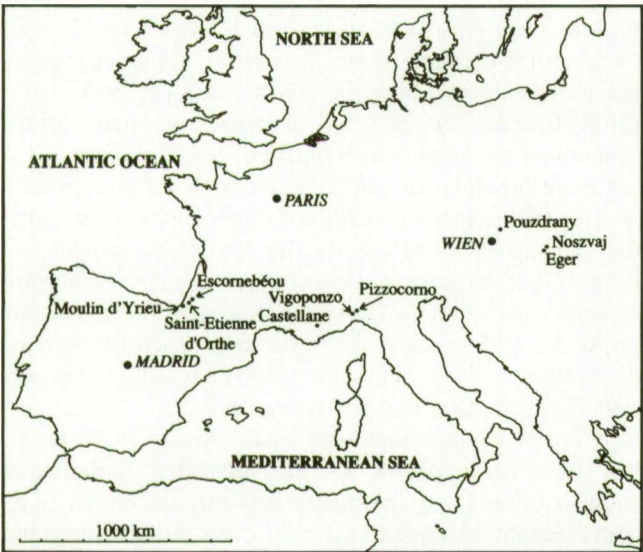 NORTH SEA
ATLANTIC OCEAN
PARIS
Pouzdrany
WIEN
Noszvaj
Eger
Escornebéou
Moulin d'Yrieu
Saint-Etienne
d'Orthe
Vigoponzo
Pizzocorno
Castellane
MADRID
MEDITERRANEAN SEA
1000 km